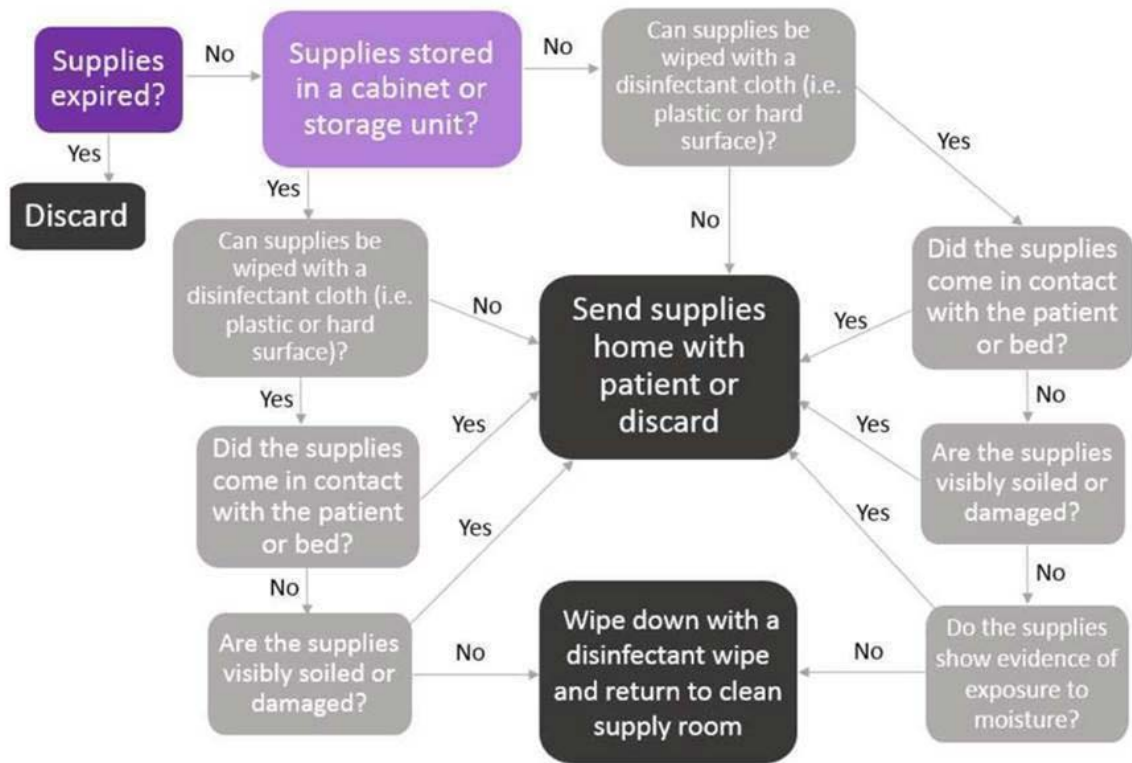 Supplies
expired?
No
Supplies stored
in a cabinet or
storage unit?
No
Can supplies be
wiped with a
disinfectant cloth (i.e.
plastic or hard
surface)?
Yes
Discard
Yes
Can supplies be
wiped with a
disinfectant cloth (i.e.
plastic or hard
surface)?
No
No
Yes
Send supplies
home with
patient or
discard
Did the supplies
come in contact
with the patient
or bed?
Yes
Yes
Did the supplies
come in contact
with the patient
or bed?
Yes
No
Are the supplies
visibly soiled or
damaged?
Yes
No
Are the supplies
visibly soiled or
damaged?
Yes
No
Wipe down with a
disinfectant wipe
and return to clean
supply room
No
Do the supplies
show evidence of
exposure to
moisture?
Yes
No